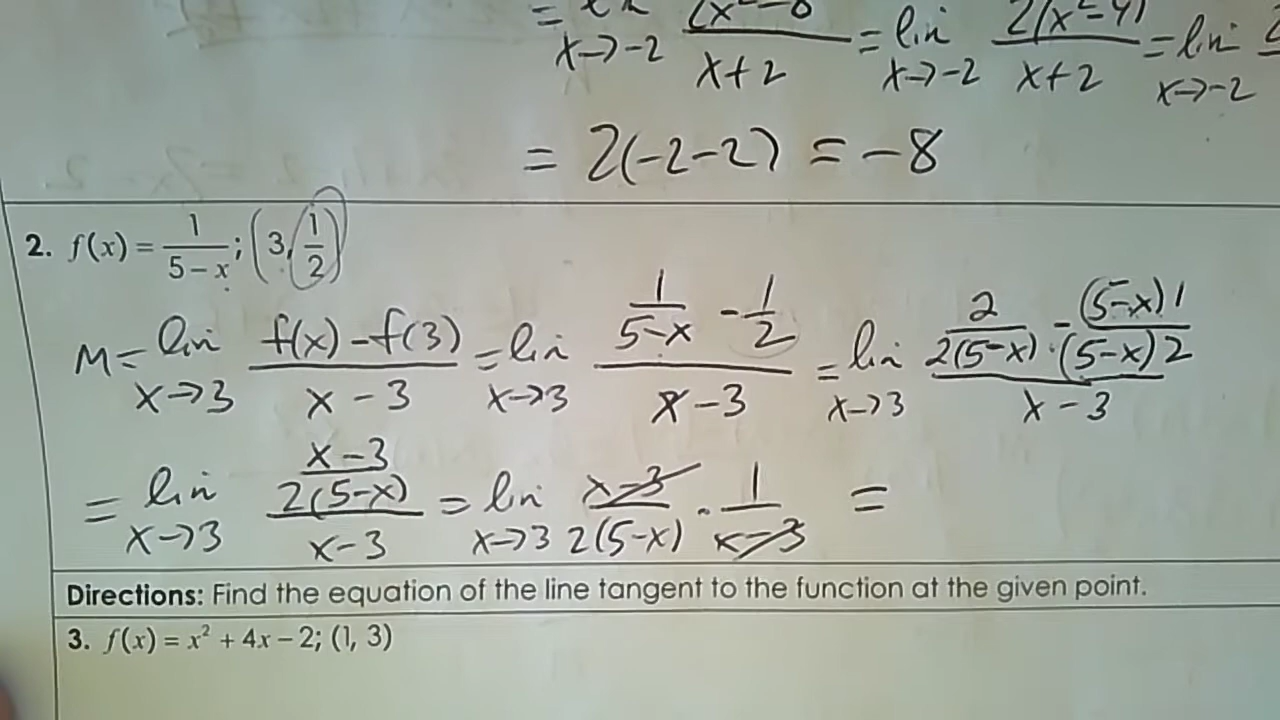 = lim x→-2 2x²-8 / x+2 = lim x→-2 2(x²-4) / x+2 = lim x→-2
= 2(-2-2) = -8
2. f(x) = 1 / 5-x ; (3, 1/2)
M = lim x→3 f(x)-f(3) / x-3 = lim x→3 1/5-x - 1/2 / x-3 = lim x→3 2/2(5-x) - (5-x)1/(5-x)2 / x-3
= lim x→3 x-3/2(5-x) / x-3 = lim x→3 x-3/2(5-x) · 1/x-3 =
Directions: Find the equation of the line tangent to the function at the given point.
3. f(x) = x² + 4x - 2; (1, 3)